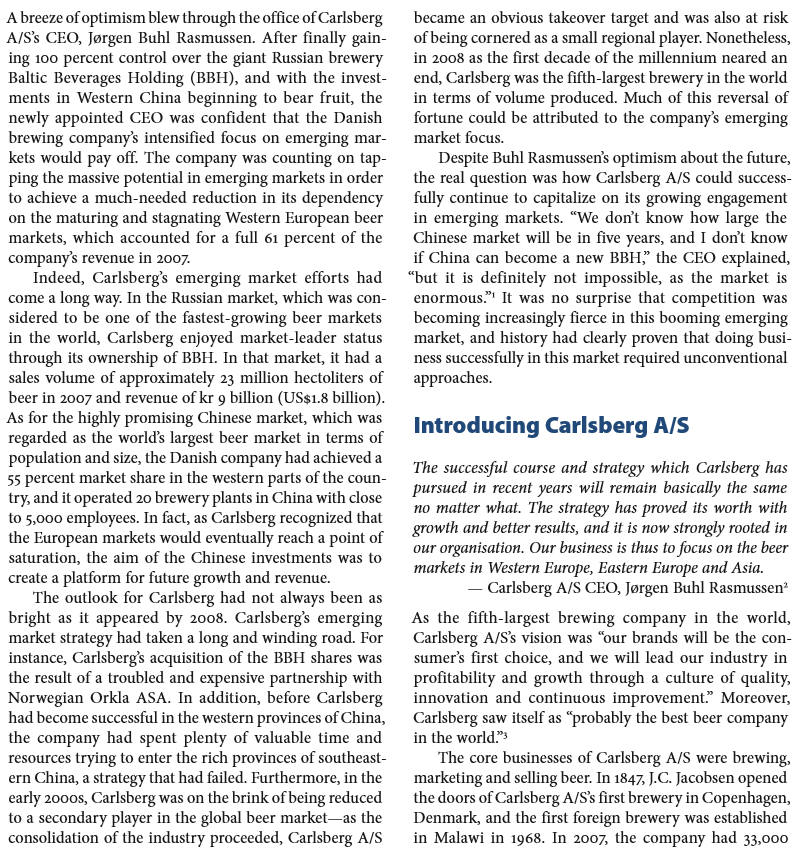 A breeze of optimism blew through the office of Carlsberg
A/S's CEO, Jørgen Buhl Rasmussen. After finally gain-
ing 100 percent control over the giant Russian brewery
Baltic Beverages Holding (BBH), and with the invest-
ments in Western China beginning to bear fruit, the
newly appointed CEO was confident that the Danish
brewing company's intensified focus on emerging mar-
kets would pay off. The company was counting on tap-
ping the massive potential in emerging markets in order
to achieve a much-needed reduction in its dependency
on the maturing and stagnating Western European beer
markets, which accounted for a full 61 percent of the
company's revenue in 2007.
Indeed, Carlsberg's emerging market efforts had
come a long way. In the Russian market, which was con-
sidered to be one of the fastest-growing beer markets
in the world, Carlsberg enjoyed market-leader status
through its ownership of BBH. In that market, it had a
sales volume of approximately 23 million hectoliters of
beer in 2007 and revenue of kr 9 billion (US$1.8 billion).
As for the highly promising Chinese market, which was
regarded as the world's largest beer market in terms of
population and size, the Danish company had achieved a
55 percent market share in the western parts of the coun-
try, and it operated 20 brewery plants in China with close
to 5,000 employees. In fact, as Carlsberg recognized that
the European markets would eventually reach a point of
saturation, the aim of the Chinese investments was to
create a platform for future growth and revenue.
The outlook for Carlsberg had not always been as
bright as it appeared by 2008. Carlsberg's emerging
market strategy had taken a long and winding road. For
instance, Carlsberg's acquisition of the BBH shares was
the result of a troubled and expensive partnership with
Norwegian Orkla ASA. In addition, before Carlsberg
had become successful in the western provinces of China,
the company had spent plenty of valuable time and
resources trying to enter the rich provinces of southeast-
ern China, a strategy that had failed. Furthermore, in the
early 2000s, Carlsberg was on the brink of being reduced
to a secondary player in the global beer market—as the
consolidation of the industry proceeded, Carlsberg A/S
became an obvious takeover target and was also at risk
of being cornered as a small regional player. Nonetheless,
in 2008 as the first decade of the millennium neared an
end, Carlsberg was the fifth-largest brewery in the world
in terms of volume produced. Much of this reversal of
fortune could be attributed to the company's emerging
market focus.
Despite Buhl Rasmussen's optimism about the future,
the real question was how Carlsberg A/S could success-
fully continue to capitalize on its growing engagement
in emerging markets. “We don't know how large the
Chinese market will be in five years, and I don't know
if China can become a new BBH,” the CEO explained,
“but it is definitely not impossible, as the market is
enormous.”¹ It was no surprise that competition was
becoming increasingly fierce in this booming emerging
market, and history had clearly proven that doing busi-
ness successfully in this market required unconventional
approaches.
Introducing Carlsberg A/S
The successful course and strategy which Carlsberg has
pursued in recent years will remain basically the same
no matter what. The strategy has proved its worth with
growth and better results, and it is now strongly rooted in
our organisation. Our business is thus to focus on the beer
markets in Western Europe, Eastern Europe and Asia.
— Carlsberg A/S CEO, Jørgen Buhl Rasmussen²
As the fifth-largest brewing company in the world,
Carlsberg A/S's vision was “our brands will be the con-
sumer's first choice, and we will lead our industry in
profitability and growth through a culture of quality,
innovation and continuous improvement.” Moreover,
Carlsberg saw itself as “probably the best beer company
in the world.”³
The core businesses of Carlsberg A/S were brewing,
marketing and selling beer. In 1847, J.C. Jacobsen opened
the doors of Carlsberg A/S's first brewery in Copenhagen,
Denmark, and the first foreign brewery was established
in Malawi in 1968. In 2007, the company had 33,000